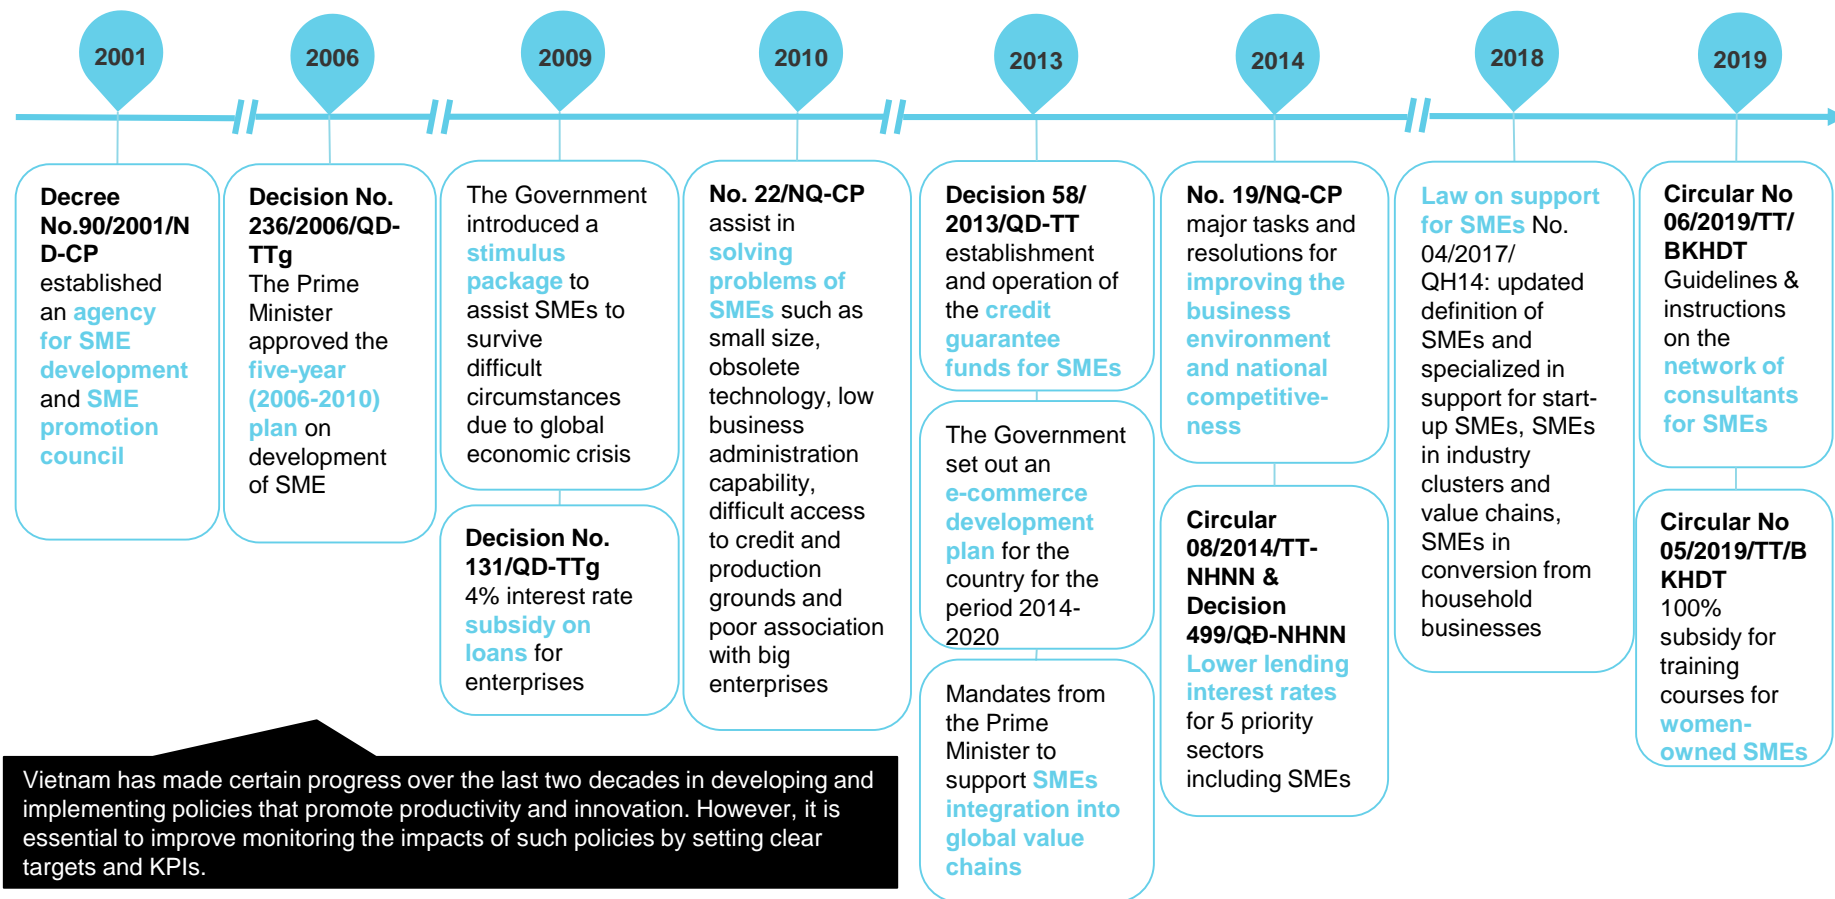 2001
2006
2009
2010
2013
2014
2018
2019
Decree
No.90/2001/N
D-CP
established
an agency
for SME
development
and SME
promotion
council
Decision No.
236/2006/QD-
TTg
The Prime
Minister
approved the
five-year
(2006-2010)
plan on
development
of SME
The Government
introduced a
stimulus
package to
assist SMEs to
survive
difficult
circumstances
due to global
economic crisis
Decision No.
131/QD-TTg
4% interest rate
subsidy on
loans for
enterprises
No. 22/NQ-CP
assist in
solving
problems of
SMEs such as
small size,
obsolete
technology, low
business
administration
capability,
difficult access
to credit and
production
grounds and
poor association
with big
enterprises
Decision 58/
2013/QD-TT
establishment
and operation of
the credit
guarantee
funds for SMEs
The Government
set out an
e-commerce
development
plan for the
country for the
period 2014-
2020
Mandates from
the Prime
Minister to
support SMEs
integration into
global value
chains
No. 19/NQ-CP
major tasks and
resolutions for
improving the
business
environment
and national
competitive-
ness
Circular
08/2014/TT-
NHNN &
Decision
499/QĐ-NHNN
Lower lending
interest rates
for 5 priority
sectors
including SMEs
Law on support
for SMEs No.
04/2017/
QH14: updated
definition of
SMEs and
specialized in
support for start-
up SMEs, SMEs
in industry
clusters and
value chains,
SMEs in
conversion from
household
businesses
Circular No
06/2019/TT/
BKHDT
Guidelines &
instructions
on the
network of
consultants
for SMEs
Circular No
05/2019/TT/B
KHDT
100%
subsidy for
training
courses for
women-
owned SMEs
Vietnam has made certain progress over the last two decades in developing and
implementing policies that promote productivity and innovation. However, it is
essential to improve monitoring the impacts of such policies by setting clear
targets and KPIs.